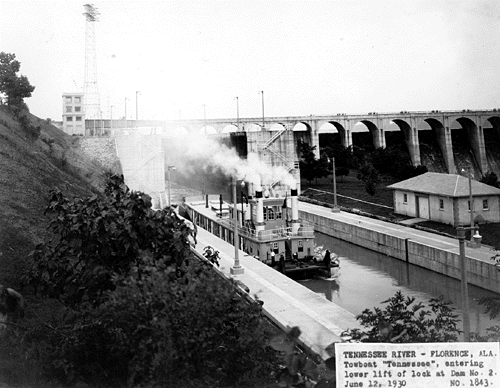 TENNESSEE RIVER - FLORENCE, ALA.
Towboat "Tennessee", entering
lower lift of lock at Dam No. 2.
June 12, 1930 NO. 1849